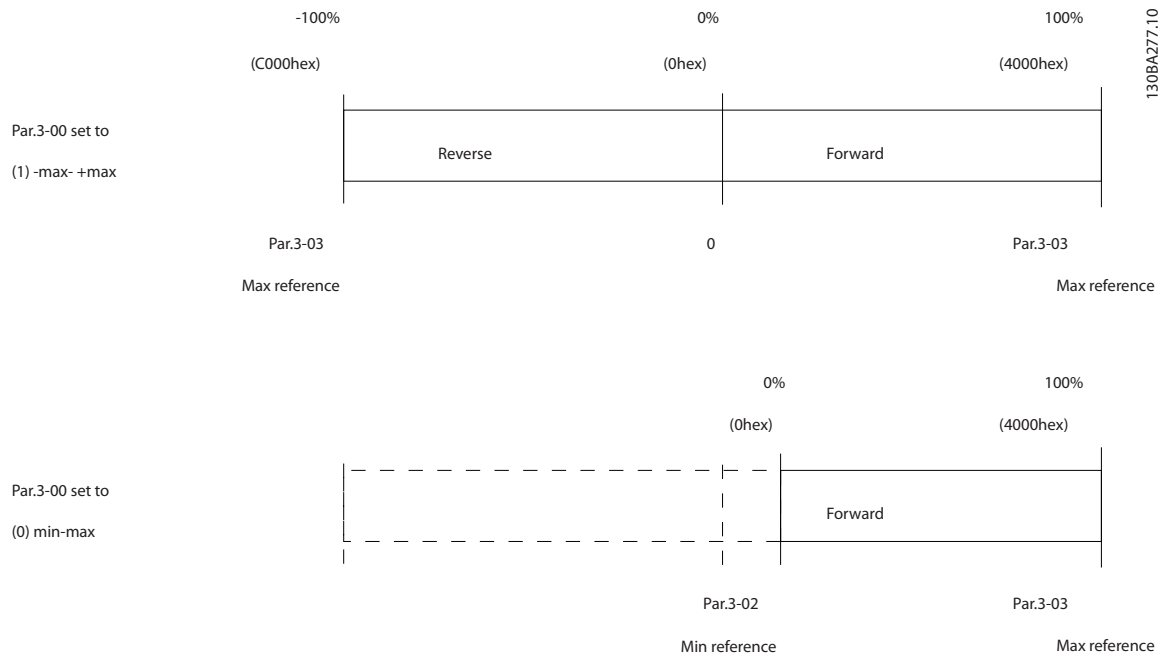 -100% 0% 100%
(C000hex) (0hex) (4000hex)
130BA277.10
Par.3-00 set to
(1) -max- +max
Reverse Forward
Par.3-03 0 Par.3-03
Max reference Max reference
0% 100%
(0hex) (4000hex)
Par.3-00 set to
(0) min-max
Forward
Par.3-02 Par.3-03
Min reference Max reference